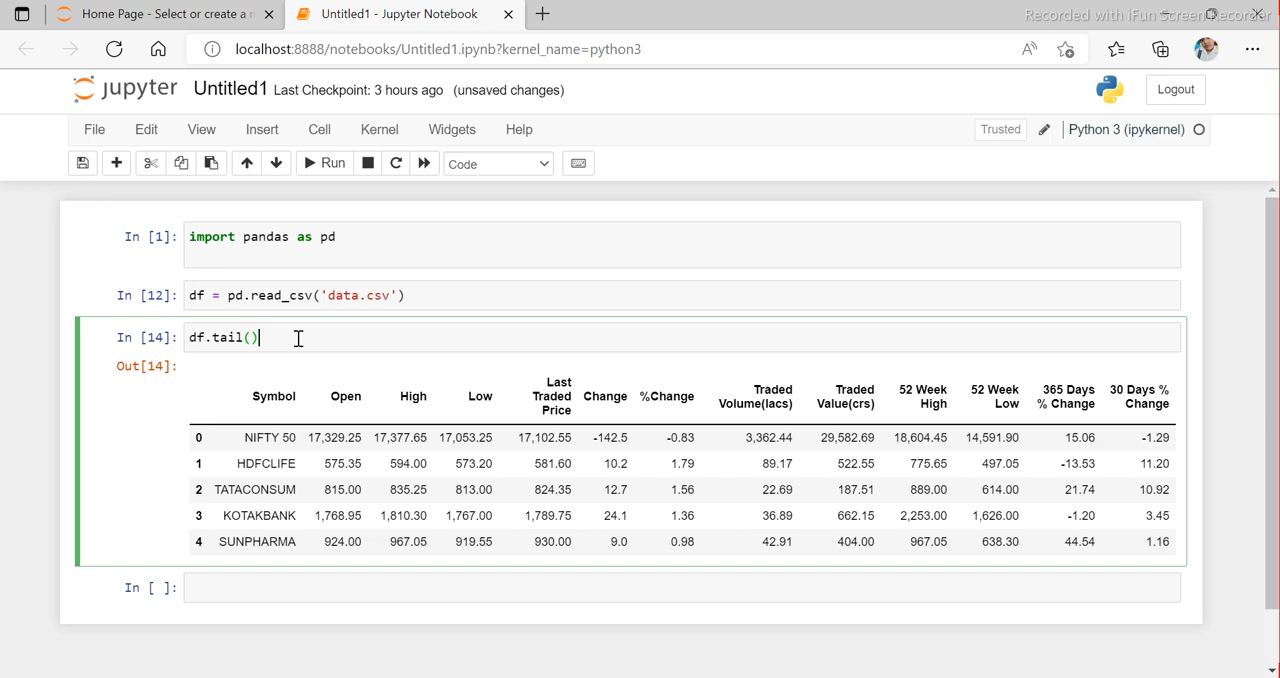 Home Page - Select or create a n
Untitled1 - Jupyter Notebook
Recorded with iFun Screen Recorder
localhost:8888/notebooks/Untitled1.ipynb?kernel_name=python3
jupyter Untitled1 Last Checkpoint: 3 hours ago (unsaved changes)
Logout
File Edit View Insert Cell Kernel Widgets Help
Trusted
Python 3 (ipykernel)
Run
Code
In [1]: import pandas as pd
In [12]: df = pd.read_csv('data.csv')
In [14]: df.tail()
Out[14]:
Symbol Open High Low Last Traded Price Change %Change Traded Volume(lacs) Traded Value(crs) 52 Week High 52 Week Low 365 Days % Change 30 Days % Change
0 NIFTY 50 17,329.25 17,377.65 17,053.25 17,102.55 -142.5 -0.83 3,362.44 29,582.69 18,604.45 14,591.90 15.06 -1.29
1 HDFCLIFE 575.35 594.00 573.20 581.60 10.2 1.79 89.17 522.55 775.65 497.05 -13.53 11.20
2 TATACONSUM 815.00 835.25 813.00 824.35 12.7 1.56 22.69 187.51 889.00 614.00 21.74 10.92
3 KOTAKBANK 1,768.95 1,810.30 1,767.00 1,789.75 24.1 1.36 36.89 662.15 2,253.00 1,626.00 -1.20 3.45
4 SUNPHARMA 924.00 967.05 919.55 930.00 9.0 0.98 42.91 404.00 967.05 638.30 44.54 1.16
In [ ]: